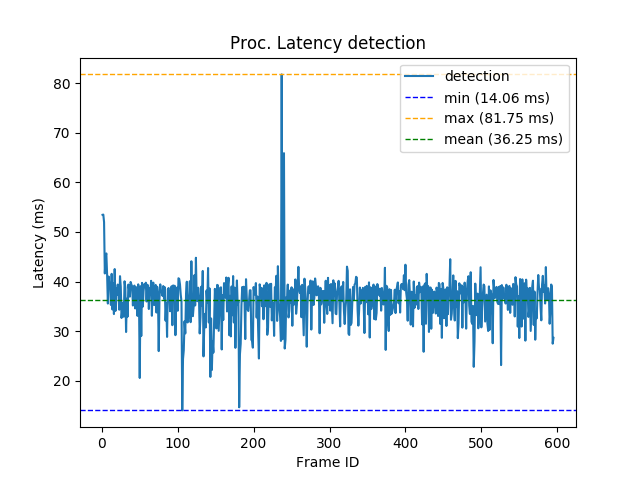 Proc. Latency detection
detection
min (14.06 ms)
max (81.75 ms)
mean (36.25 ms)
Latency (ms)
80
70
60
50
40
30
20
0 100 200 300 400 500 600
Frame ID